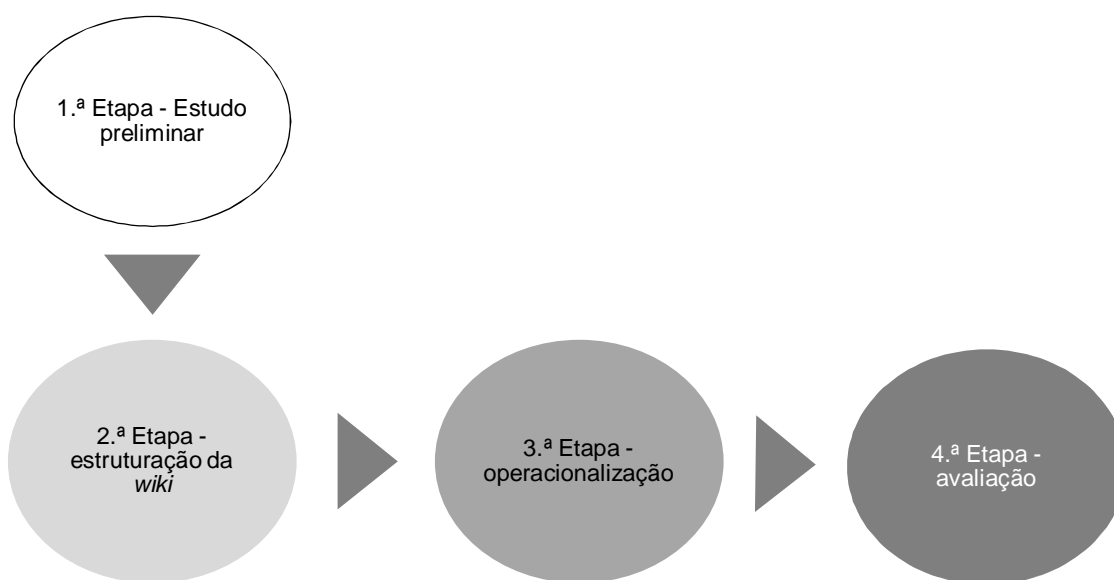 1.ª Etapa - Estudo
preliminar
2.ª Etapa -
estruturação da
wiki
3.ª Etapa -
operacionalização
4.ª Etapa -
avaliação